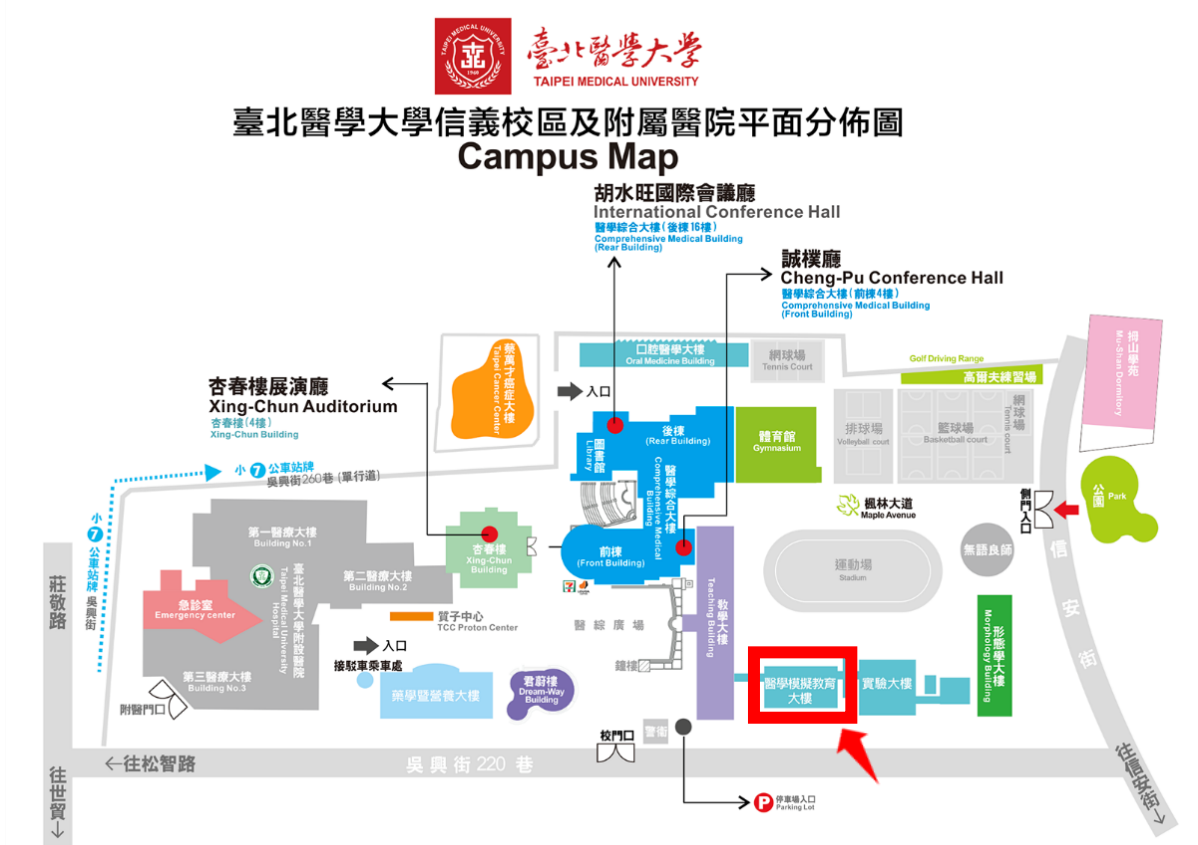 TAIPEI MEDICAL UNIVERSITY
1960
臺北醫學大學
TAIPEI MEDICAL UNIVERSITY
臺北醫學大學信義校區及附屬醫院平面分佈圖
Campus Map
胡水旺國際會議廳
International Conference Hall
醫學綜合大樓(後棟16樓)
Comprehensive Medical Building
(Rear Building)
誠樸廳
Cheng-Pu Conference Hall
醫學綜合大樓(前棟4樓)
Comprehensive Medical Building
(Front Building)
杏春樓展演廳
Xing-Chun Auditorium
杏春樓(4樓)
Xing-Chun Building
蔡萬才癌症大樓
Taipei Cancer Center
入口
口腔醫學大樓
Oral Medicine Building
網球場
Tennis Court
Golf Driving Range
高爾夫練習場
拇山學苑
Mu-Shan Dormitory
圖書館
Library
後棟
(Rear Building)
醫學綜合大樓
Comprehensive Medical
Building
體育館
Gymnasium
排球場
Volleyball court
籃球場
Basketball court
網球場
Tennis court
小7公車站牌
吳興街260巷 (單行道)
小7公車站牌 吳興街
楓林大道
Maple Avenue
側門入口
公園
Park
第一醫療大樓
Building No.1
臺北醫學大學附設醫院
Taipei Medical University
Hospital
第二醫療大樓
Building No.2
杏春樓
Xing-Chun
Building
前棟
(Front Building)
7
ELEVEN
教學大樓
Teaching Building
運動場
Stadium
無語良師
信安街
莊敬路
急診室
Emergency center
質子中心
TCC Proton Center
醫綜廣場
鐘樓
入口
接駁車乘車處
第三醫療大樓
Building No.3
附醫門口
藥學暨營養大樓
君蔚樓
Dream-Way
Building
醫學模擬教育
大樓
實驗大樓
形態學大樓
Morphology Building
校門口
警衛
←往松智路
吳興街220巷
往世貿→
往信安街→
P
停車場入口
Parking Lot